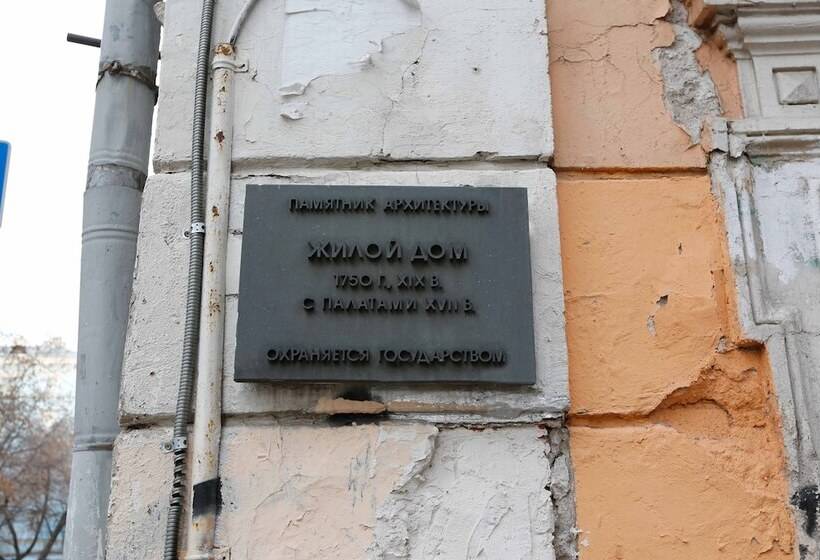 ПАМЯТНИК АРХИТЕКТУРЫ
ЖИЛОЙ ДОМ
1750 Г., XIX В.
С ПАЛАТАМИ XVII В.
ОХРАНЯЕТСЯ ГОСУДАРСТВОМ